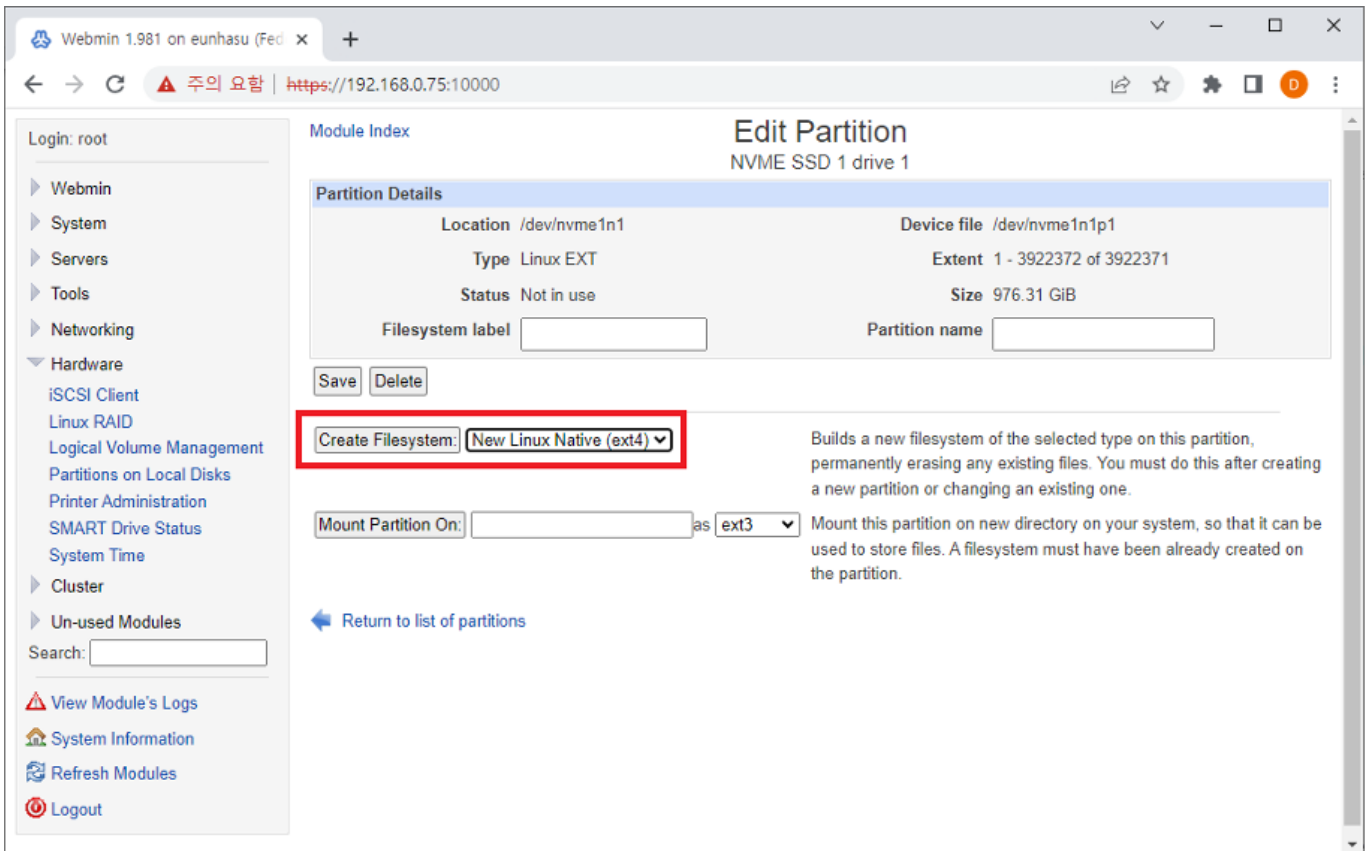 Webmin 1.981 on eunhasu (Fed
주의 요함 https://192.168.0.75:10000
D
Login: root
Webmin
System
Servers
Tools
Networking
Hardware
iSCSI Client
Linux RAID
Logical Volume Management
Partitions on Local Disks
Printer Administration
SMART Drive Status
System Time
Cluster
Un-used Modules
Search:
View Module's Logs
System Information
Refresh Modules
Logout
Module Index
Edit Partition
NVME SSD 1 drive 1
Partition Details
Location /dev/nvme1n1 Device file /dev/nvme1n1p1
Type Linux EXT Extent 1 - 3922372 of 3922371
Status Not in use Size 976.31 GiB
Filesystem label Partition name
Save Delete
Create Filesystem: New Linux Native (ext4)
Builds a new filesystem of the selected type on this partition,
permanently erasing any existing files. You must do this after creating
a new partition or changing an existing one.
Mount Partition On: as ext3
Mount this partition on new directory on your system, so that it can be
used to store files. A filesystem must have been already created on
the partition.
Return to list of partitions